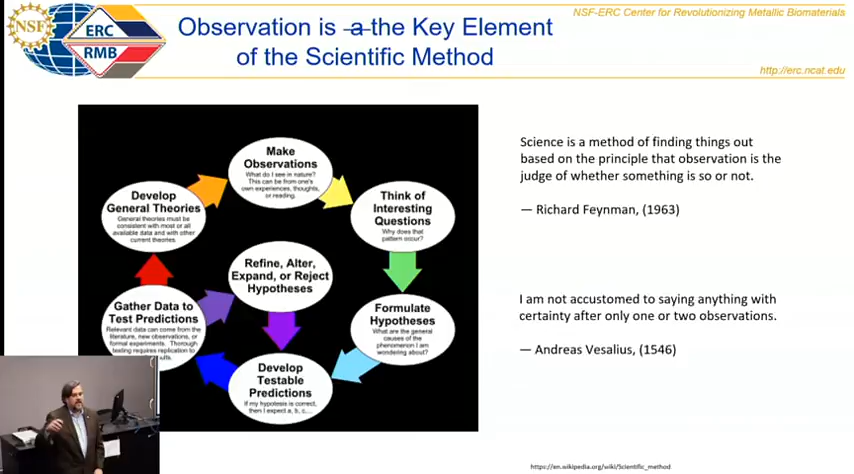 NSF-ERC Center for Revolutionizing Metallic Biomaterials
NSF
ERC
RMB
Observation is a the Key Element
of the Scientific Method
http://erc.ncat.edu
Make
Observations
What do I see in nature?
This can be from one's
own experiences, thoughts,
or reading.
Think of
Interesting
Questions
Why does that
pattern occur?
Formulate
Hypotheses
What are the general
causes of the
phenomenon I am
wondering about?
Develop
Testable
Predictions
If my hypotesis is correct,
then I expect a, b, c,...
Gather Data to
Test Predictions
Relevant data can come from the
literature, new observations, or
formal experiments. Thorough
testing requires replication to
Refine, Alter,
Expand, or Reject
Hypotheses
Develop
General Theories
General theories must be
consistent with most or all
available data and with other
current theories.
Science is a method of finding things out
based on the principle that observation is the
judge of whether something is so or not.
— Richard Feynman, (1963)
I am not accustomed to saying anything with
certainty after only one or two observations.
— Andreas Vesalius, (1546)
https://en.wikipedia.org/wiki/Scientific_method